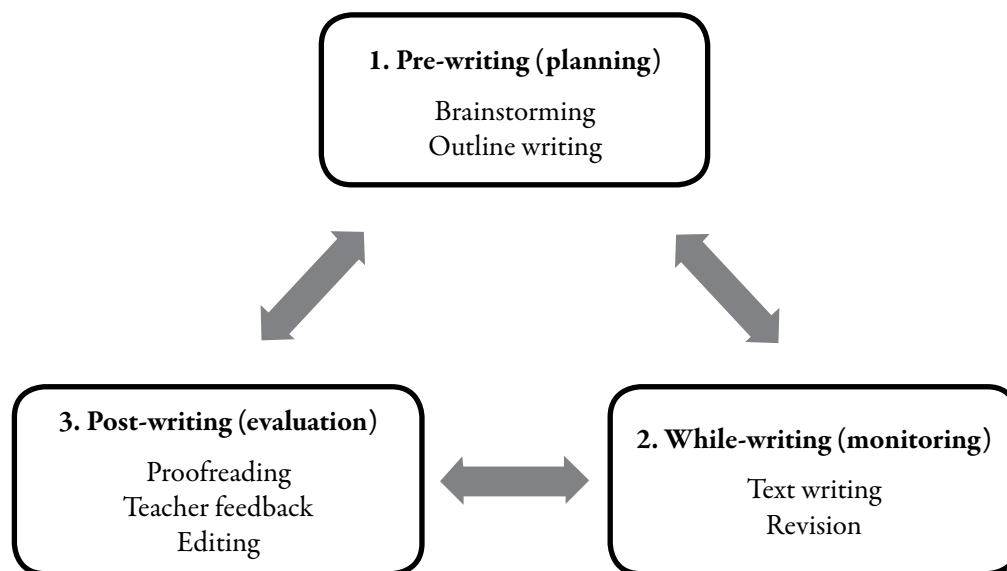 1. Pre-writing (planning)
Brainstorming
Outline writing
3. Post-writing (evaluation)
Proofreading
Teacher feedback
Editing
2. While-writing (monitoring)
Text writing
Revision